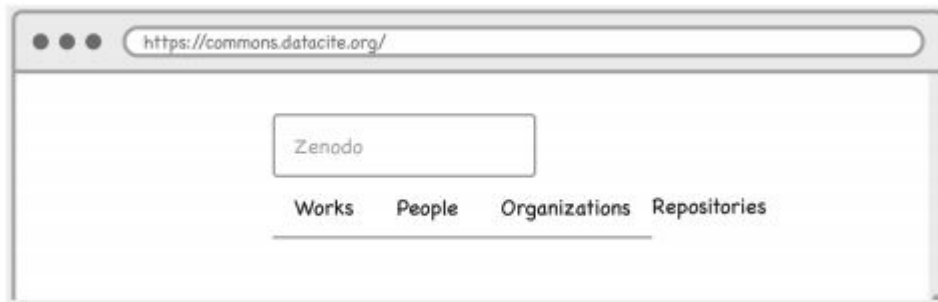 https://commons.datacite.org/
Zenodo
Works People Organizations Repositories